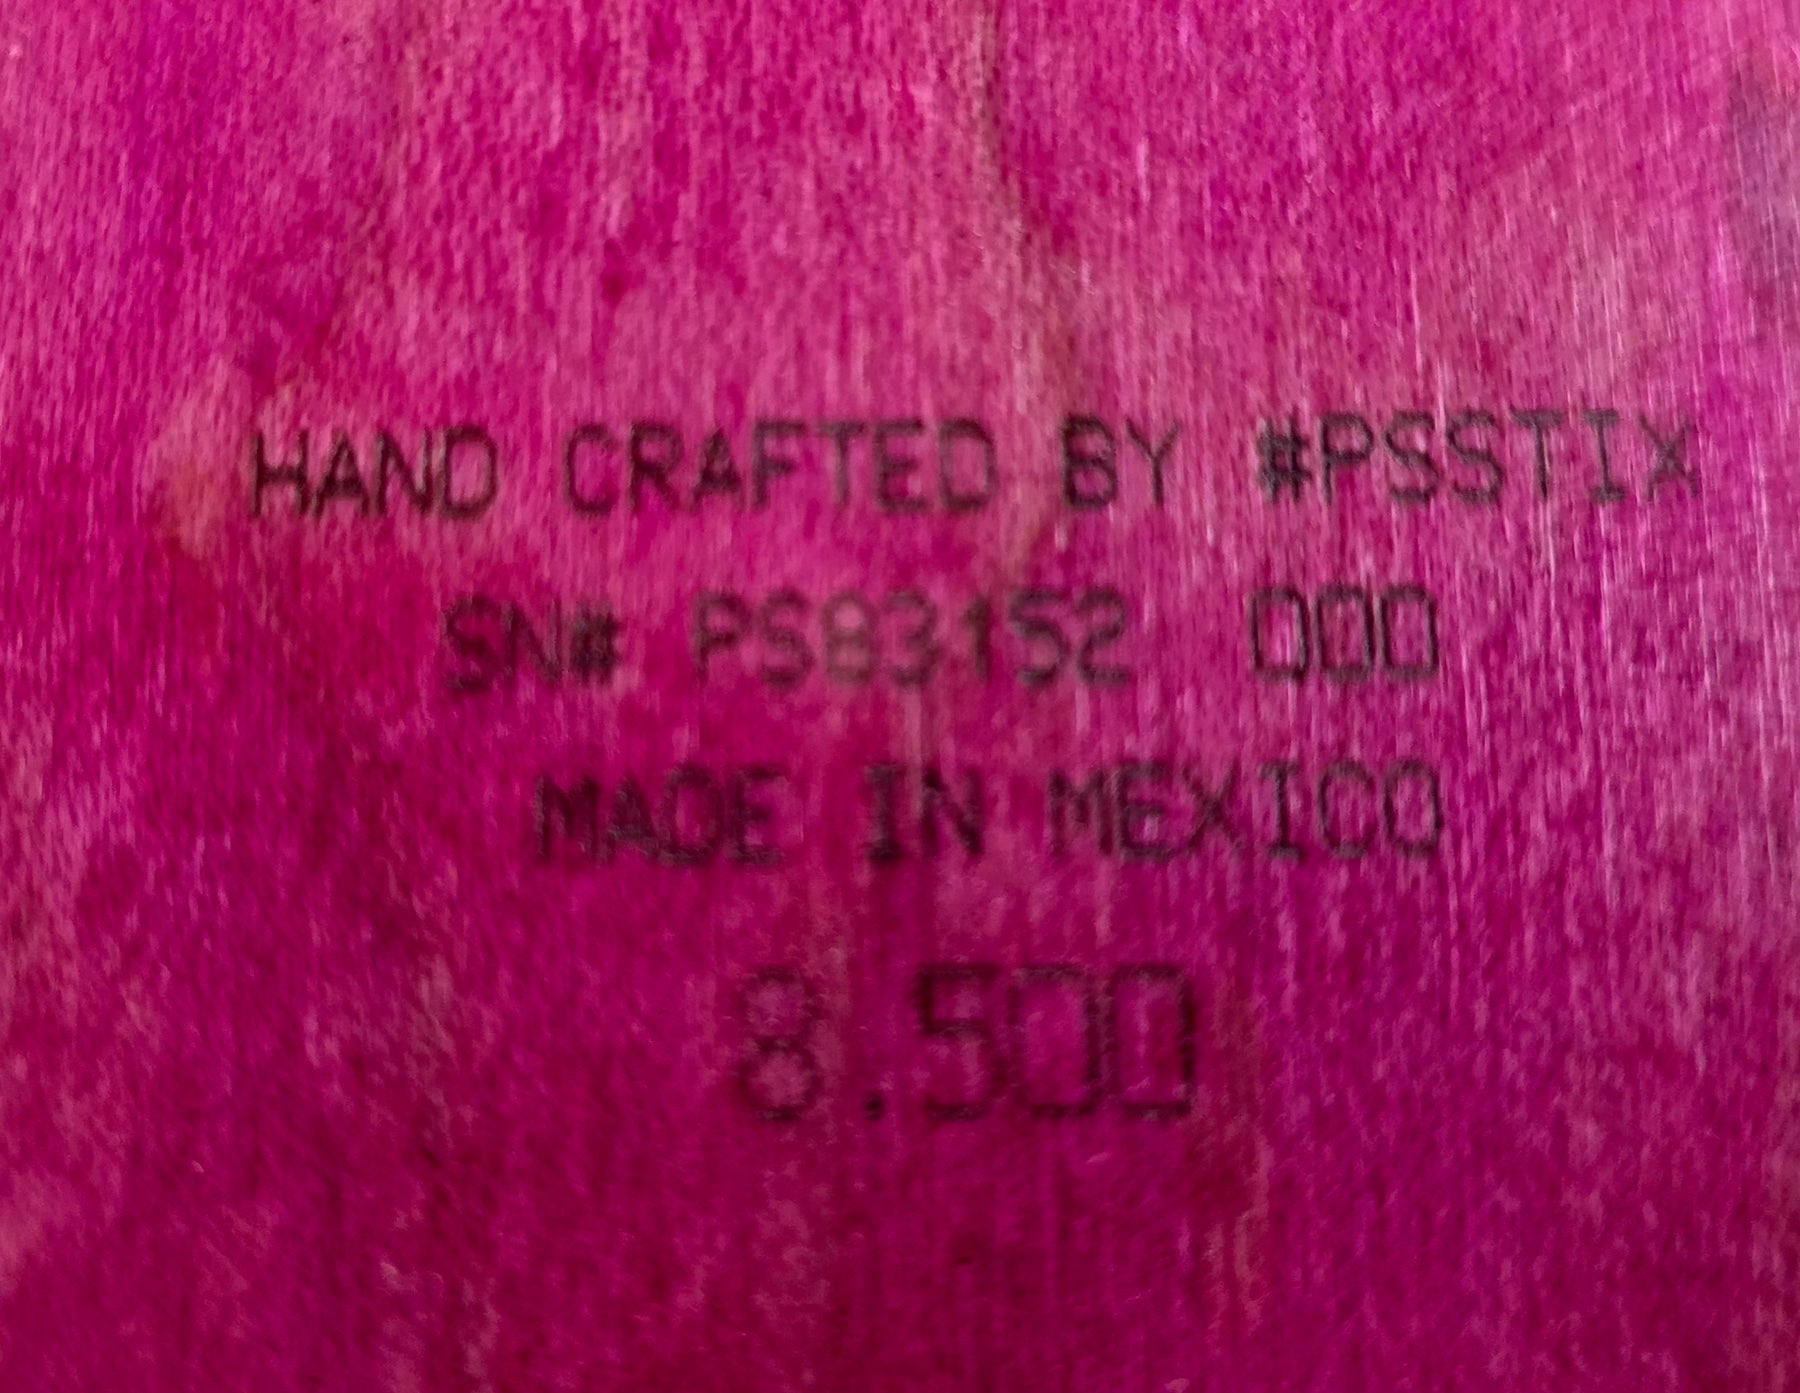 HAND CRAFTED BY #PSSTIX
SN# PS83152 000
MADE IN MEXICO
8.500